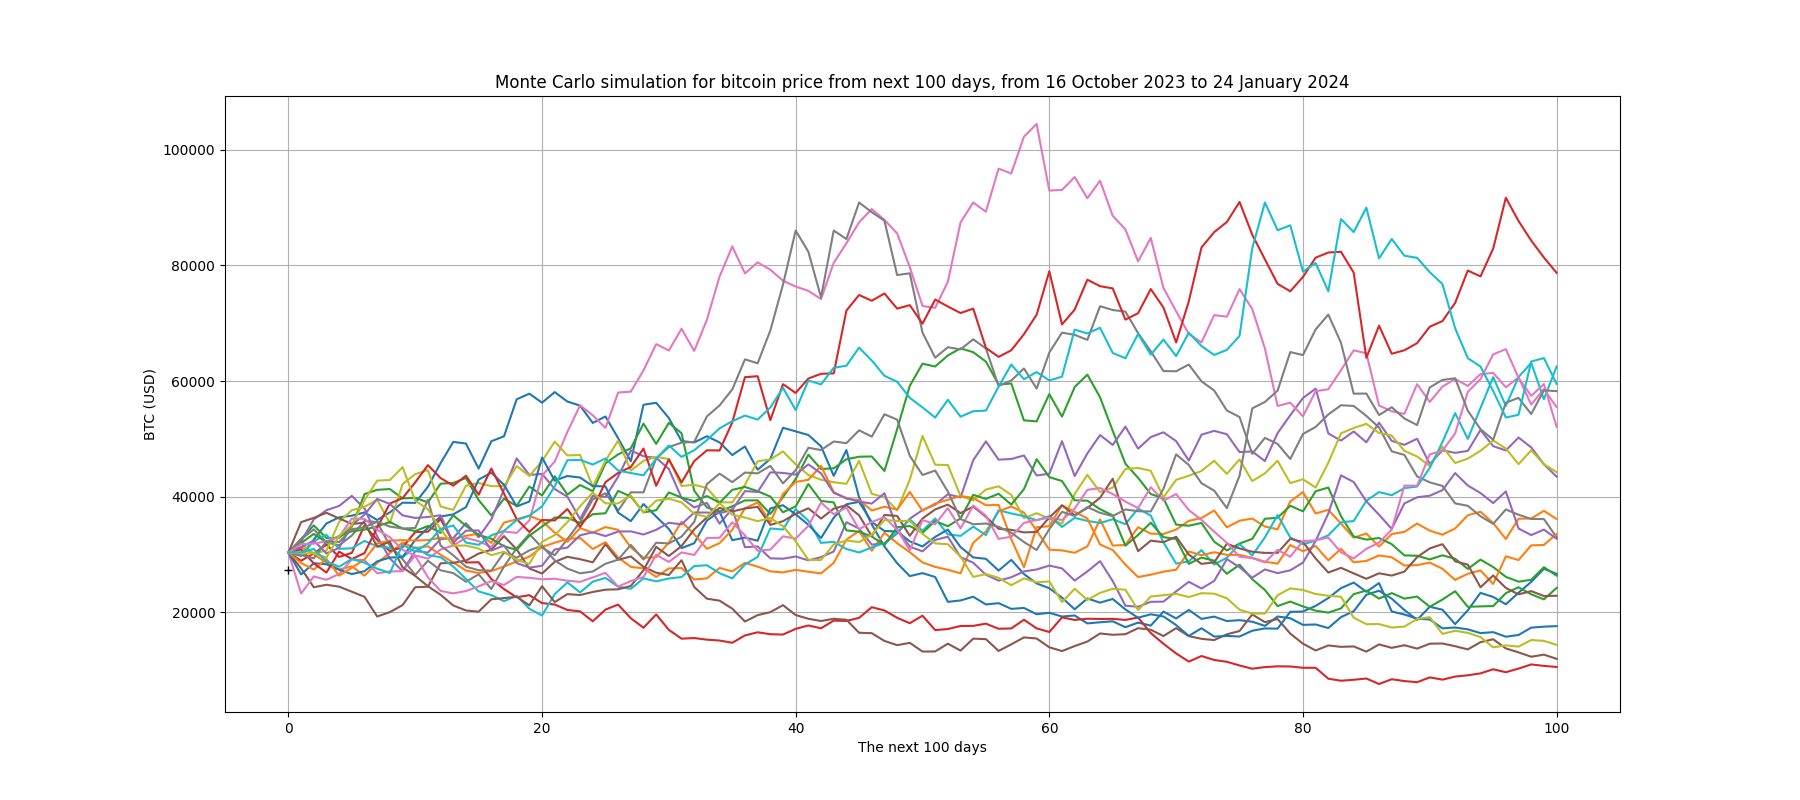 Monte Carlo simulation for bitcoin price from next 100 days, from 16 October 2023 to 24 January 2024
100000
80000
60000
40000
20000
BTC (USD)
0 20 40 60 80 100
The next 100 days